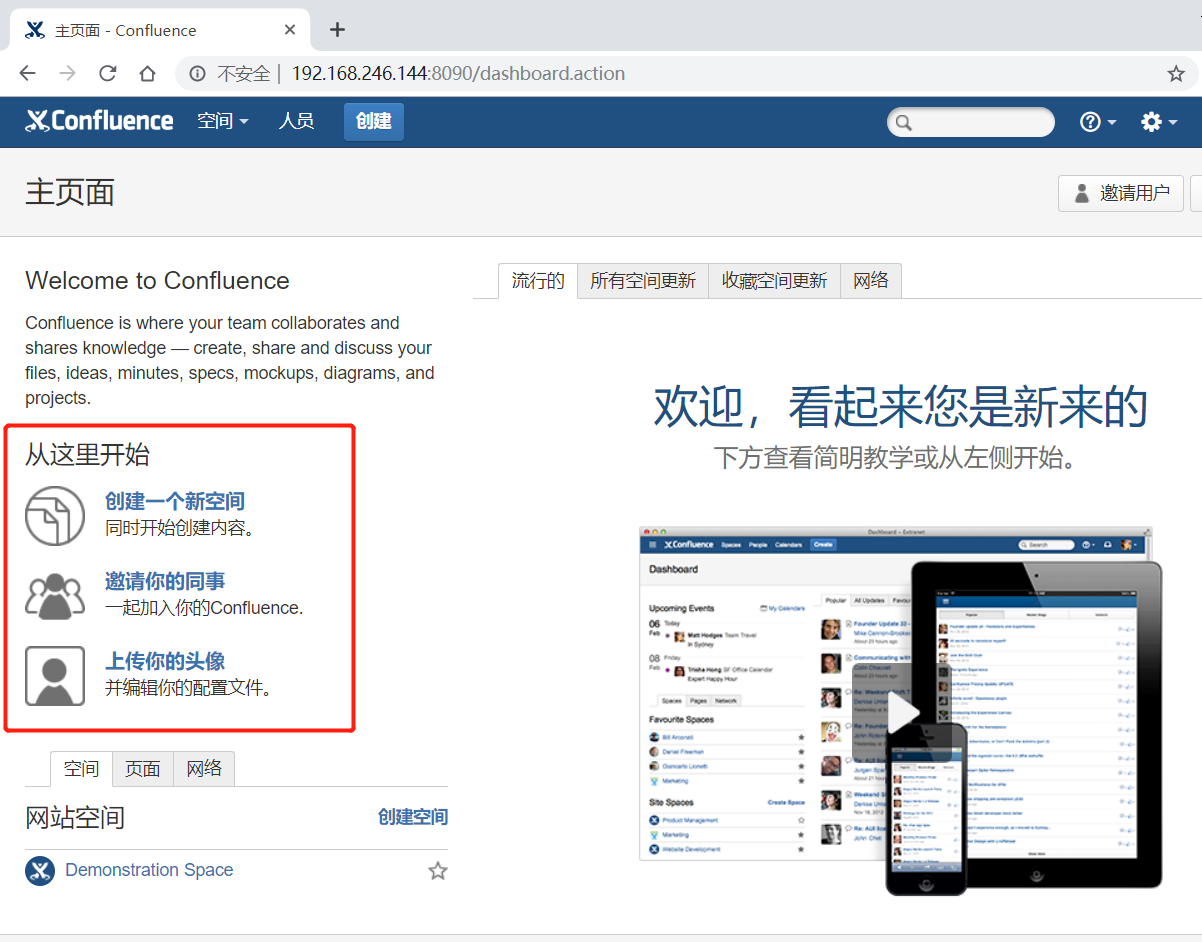 主页面 - Confluence
不安全 | 192.168.246.144:8090/dashboard.action
Confluence 空间 人员 创建
主页面
邀请用户
Welcome to Confluence
Confluence is where your team collaborates and
shares knowledge — create, share and discuss your
files, ideas, minutes, specs, mockups, diagrams, and
projects.
从这里开始
创建一个新空间
同时开始创建内容。
邀请你的同事
一起加入你的Confluence.
上传你的头像
并编辑你的配置文件。
空间 页面 网络
网站空间 创建空间
Demonstration Space
流行的 所有空间更新 收藏空间更新 网络
欢迎，看起来您是新来的
下方查看简明教学或从左侧开始。
Dashboard - Extranet
Confluence Spaces People Calendars Create Search
Dashboard
Upcoming Events My Calendars
06 Today
Feb Matt Hodges Team Travel
in Sydney
08 Friday
Feb Trisha Hong SF Office Calendar
Expert Happy Hour
Spaces Pages Network
Favourite Spaces
Bill Arconati
Daniel Freeman
Giancarlo Lionetti
Marketing
Site Spaces Create Space
Product Management
Marketing
Website Development
Popular All Updates Favour
Founder Update 33 -
Mike Cannon-Brookes
Communicating with